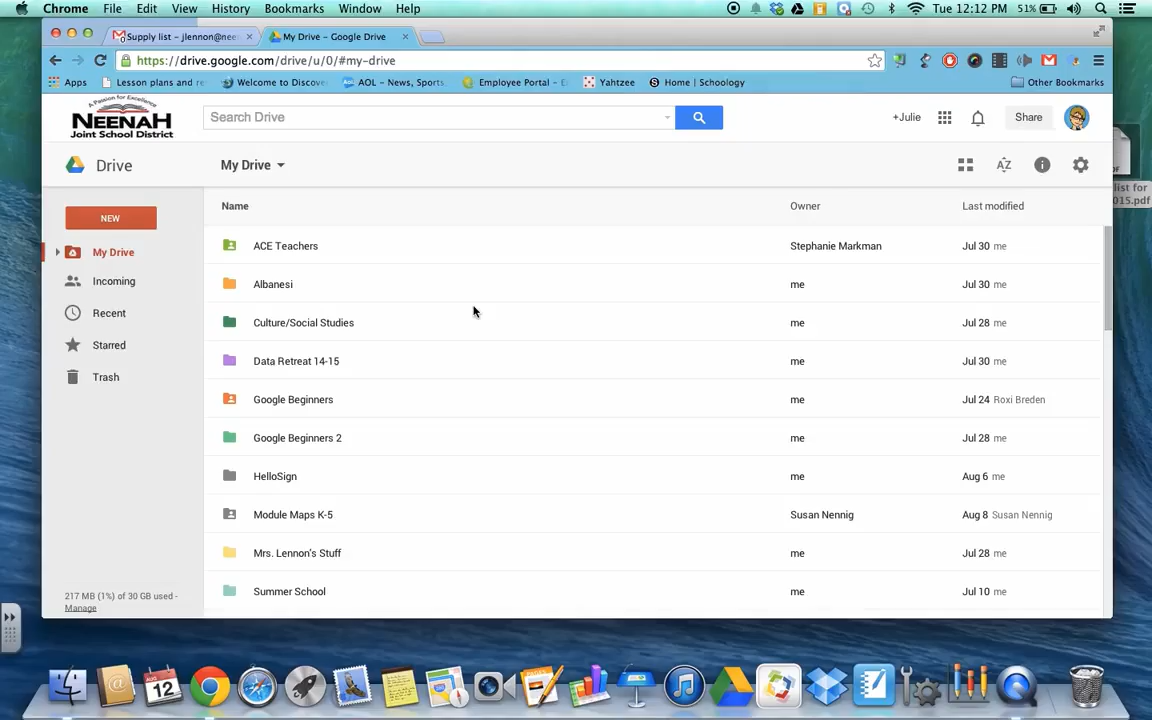 Chrome File Edit View History Bookmarks Window Help Tue 12:12 PM 51%
Supply list – jlennon@nee My Drive – Google Drive
https://drive.google.com/drive/u/0/#my-drive
Apps Lesson plans and re Welcome to Discove AOL – News, Sports, Employee Portal – E Yahtzee Home | Schoology Other Bookmarks
A Passion for Excellence
NEENAH
Joint School District
Search Drive +Julie Share
Drive My Drive
list for
015.pdf
NEW
Name Owner Last modified
My Drive
Incoming
Recent
Starred
Trash
ACE Teachers Stephanie Markman Jul 30 me
Albanesi me Jul 30 me
Culture/Social Studies me Jul 28 me
Data Retreat 14-15 me Jul 30 me
Google Beginners me Jul 24 Roxi Breden
Google Beginners 2 me Jul 28 me
HelloSign me Aug 6 me
Module Maps K-5 Susan Nennig Aug 8 Susan Nennig
Mrs. Lennon's Stuff me Jul 28 me
Summer School me Jul 10 me
217 MB (1%) of 30 GB used -
Manage
AUG
12